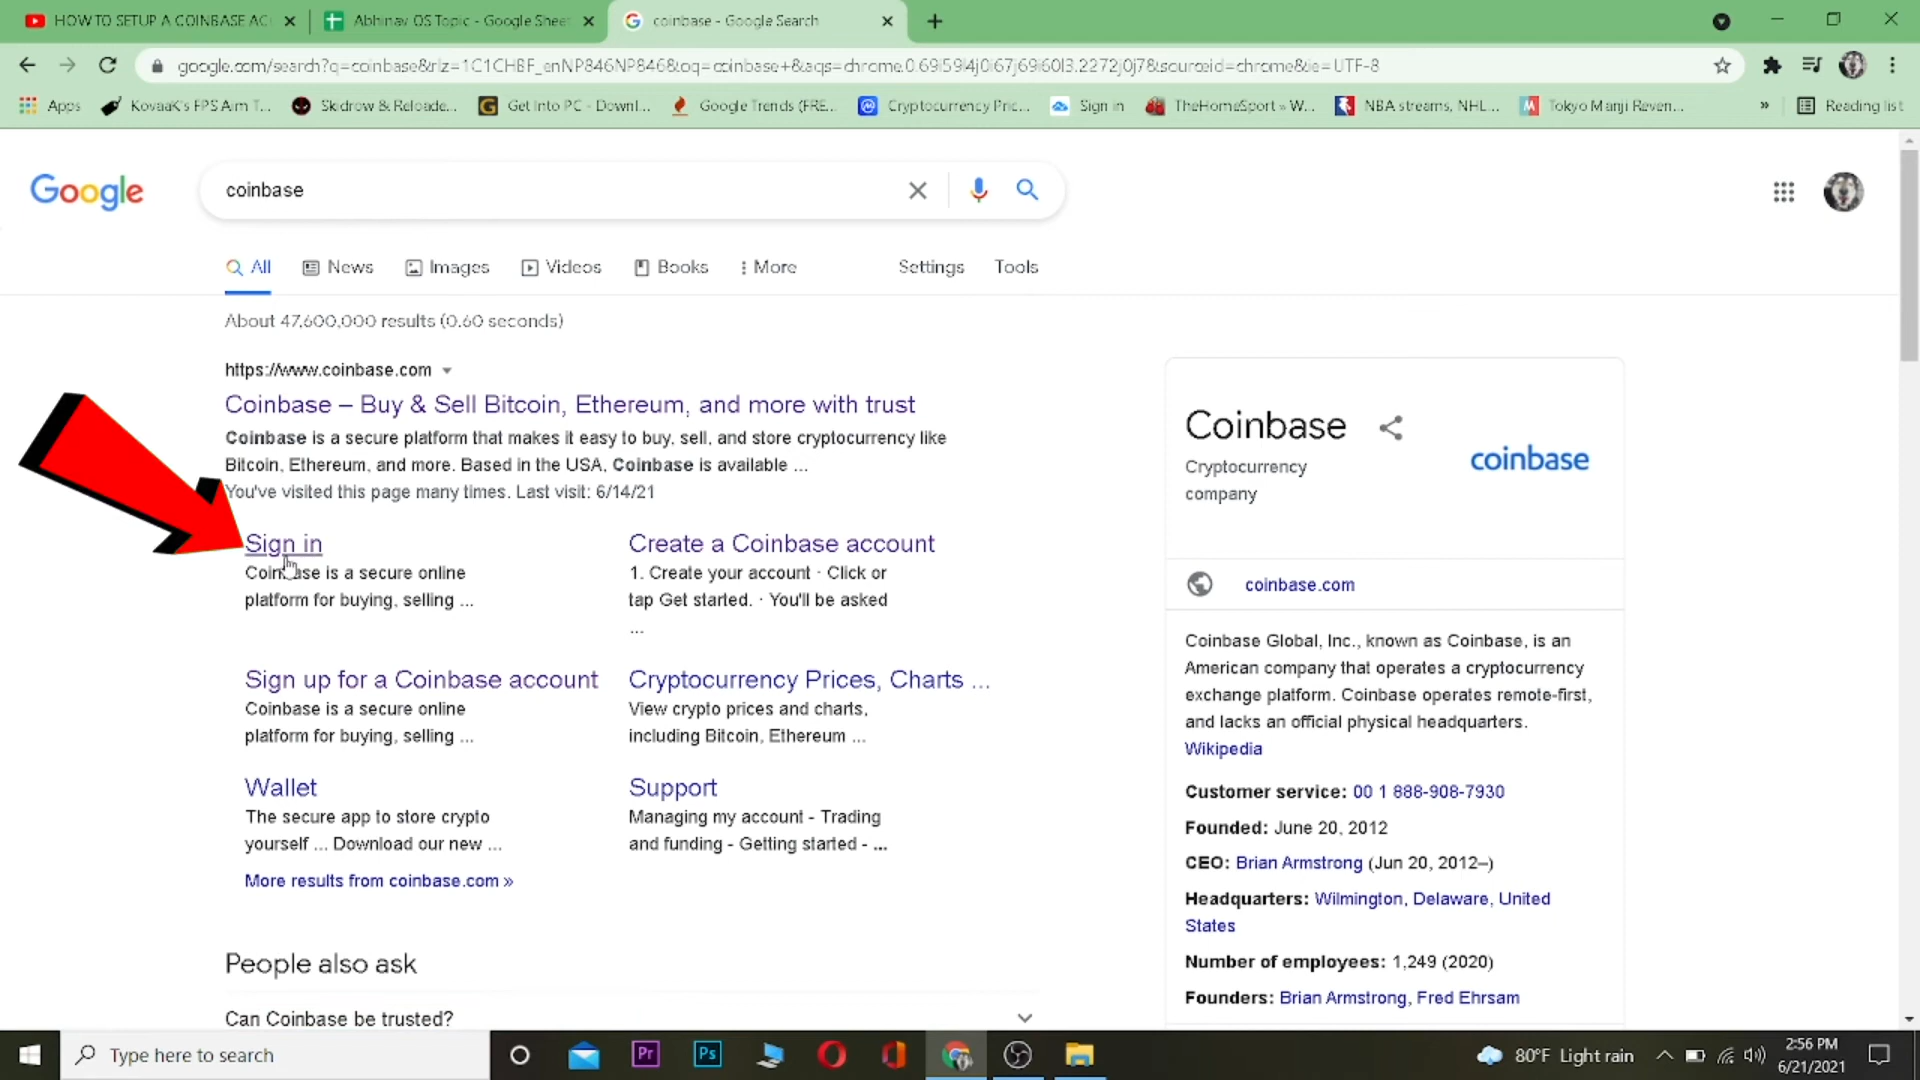 HOW TO SETUP A COINBASE AC
Abhinav OS Topic - Google Sheet
coinbase - Google Search
google.com/search?q=coinbase&rlz=1C1CHBF_enNP846NP846&oq=coinbase+&aqs=chrome.0.69i59l4j0i67j69i60l3.2272j0j7&sourceid=chrome&ie=UTF-8
Apps
KovaaK's FPS Aim T...
Skidrow & Reloade...
Get Into PC - Downl...
Google Trends (FRE...
Cryptocurrency Pric...
Sign in
TheHomeSport » W...
NBA streams, NHL...
Tokyo Manji Reven...
»
Reading list
Google
coinbase
All
News
Images
Videos
Books
More
Settings
Tools
About 47,600,000 results (0.60 seconds)
https://www.coinbase.com
Coinbase – Buy & Sell Bitcoin, Ethereum, and more with trust
Coinbase is a secure platform that makes it easy to buy, sell, and store cryptocurrency like
Bitcoin, Ethereum, and more. Based in the USA, Coinbase is available ...
You've visited this page many times. Last visit: 6/14/21
Sign in
Coinbase is a secure online
platform for buying, selling ...
Create a Coinbase account
1. Create your account · Click or
tap Get started. · You'll be asked
...
Sign up for a Coinbase account
Coinbase is a secure online
platform for buying, selling ...
Cryptocurrency Prices, Charts ...
View crypto prices and charts,
including Bitcoin, Ethereum ...
Wallet
The secure app to store crypto
yourself ... Download our new ...
Support
Managing my account - Trading
and funding - Getting started - ...
More results from coinbase.com »
People also ask
Can Coinbase be trusted?
Coinbase
Cryptocurrency
company
coinbase
coinbase.com
Coinbase Global, Inc., known as Coinbase, is an
American company that operates a cryptocurrency
exchange platform. Coinbase operates remote-first,
and lacks an official physical headquarters.
Wikipedia
Customer service: 00 1 888-908-7930
Founded: June 20, 2012
CEO: Brian Armstrong (Jun 20, 2012–)
Headquarters: Wilmington, Delaware, United
States
Number of employees: 1,249 (2020)
Founders: Brian Armstrong, Fred Ehrsam
Type here to search
Pr
Ps
80°F Light rain
2:56 PM
6/21/2021